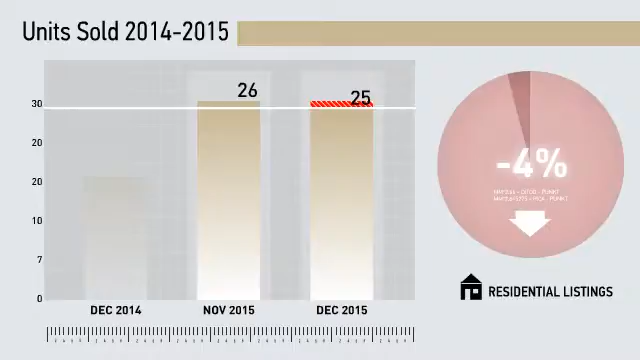 Units Sold 2014-2015
30
20
20
10
7
0
26
25
DEC 2014
NOV 2015
DEC 2015
-4%
RESIDENTIAL LISTINGS